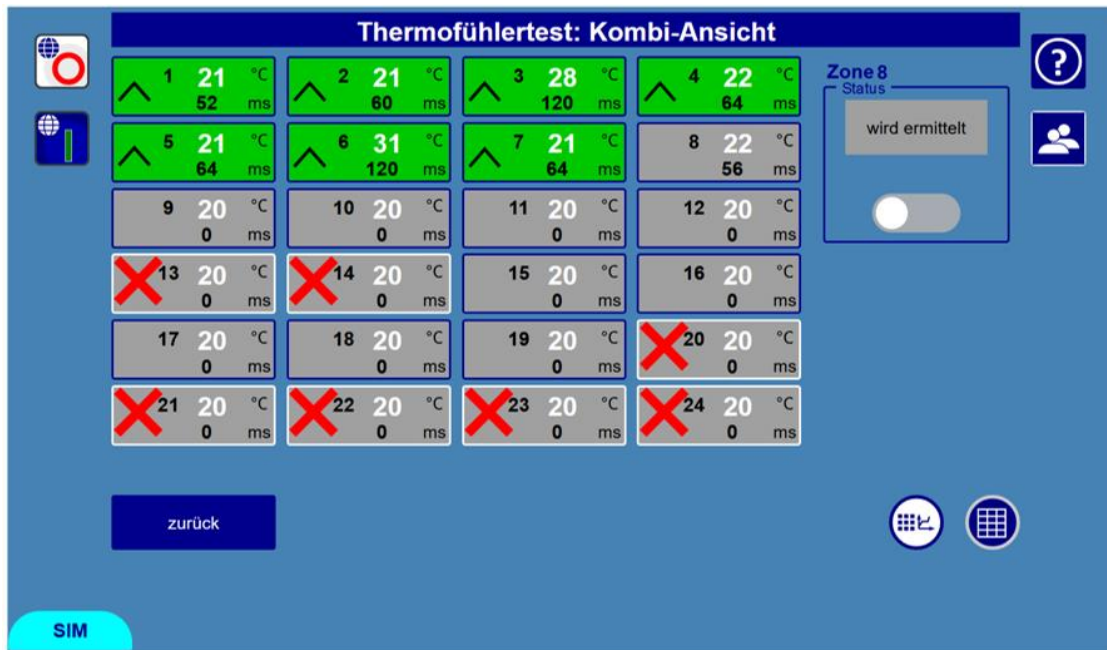 Thermofühlertest: Kombi-Ansicht
1 21 °C 2 21 °C 3 28 °C 4 22 °C
52 ms 60 ms 120 ms 64 ms
5 21 °C 6 31 °C 7 21 °C 8 22 °C
64 ms 120 ms 64 ms 56 ms
9 20 °C 10 20 °C 11 20 °C 12 20 °C
0 ms 0 ms 0 ms 0 ms
13 20 °C 14 20 °C 15 20 °C 16 20 °C
0 ms 0 ms 0 ms 0 ms
17 20 °C 18 20 °C 19 20 °C 20 20 °C
0 ms 0 ms 0 ms 0 ms
21 20 °C 22 20 °C 23 20 °C 24 20 °C
0 ms 0 ms 0 ms 0 ms
Zone 8
Status
wird ermittelt
?
zurück
SIM